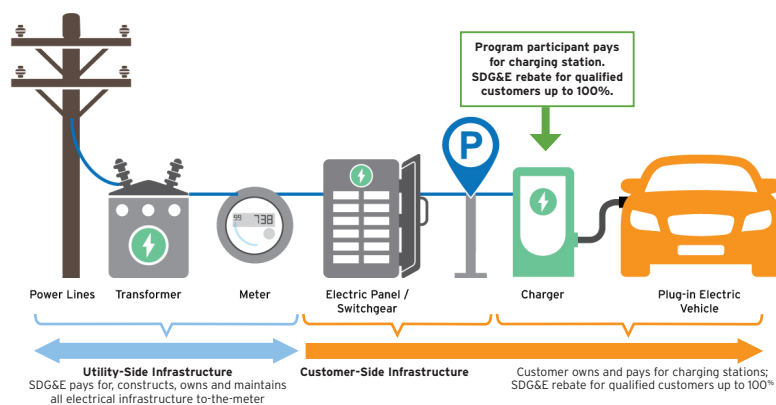 Program participant pays
for charging station.
SDG&E rebate for qualified
customers up to 100%.
P
99 738
Power Lines
Transformer
Meter
Electric Panel /
Switchgear
Charger
Plug-in Electric
Vehicle
Utility-Side Infrastructure
SDG&E pays for, constructs, owns and maintains
all electrical infrastructure to-the-meter
Customer-Side Infrastructure
Customer owns and pays for charging stations;
SDG&E rebate for qualified customers up to 100%